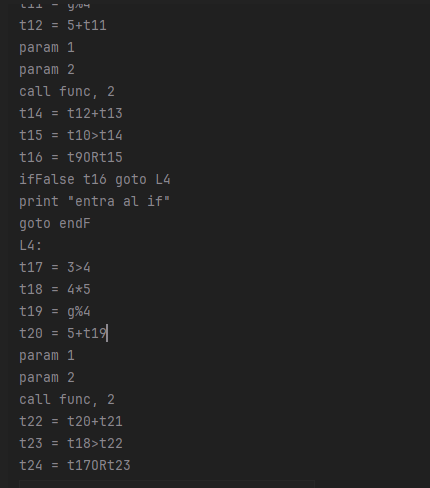 t11 = g%4
t12 = 5+t11
param 1
param 2
call func, 2
t14 = t12+t13
t15 = t10>t14
t16 = t9ORt15
ifFalse t16 goto L4
print "entra al if"
goto endF
L4:
t17 = 3>4
t18 = 4*5
t19 = g%4
t20 = 5+t19
param 1
param 2
call func, 2
t22 = t20+t21
t23 = t18>t22
t24 = t17ORt23